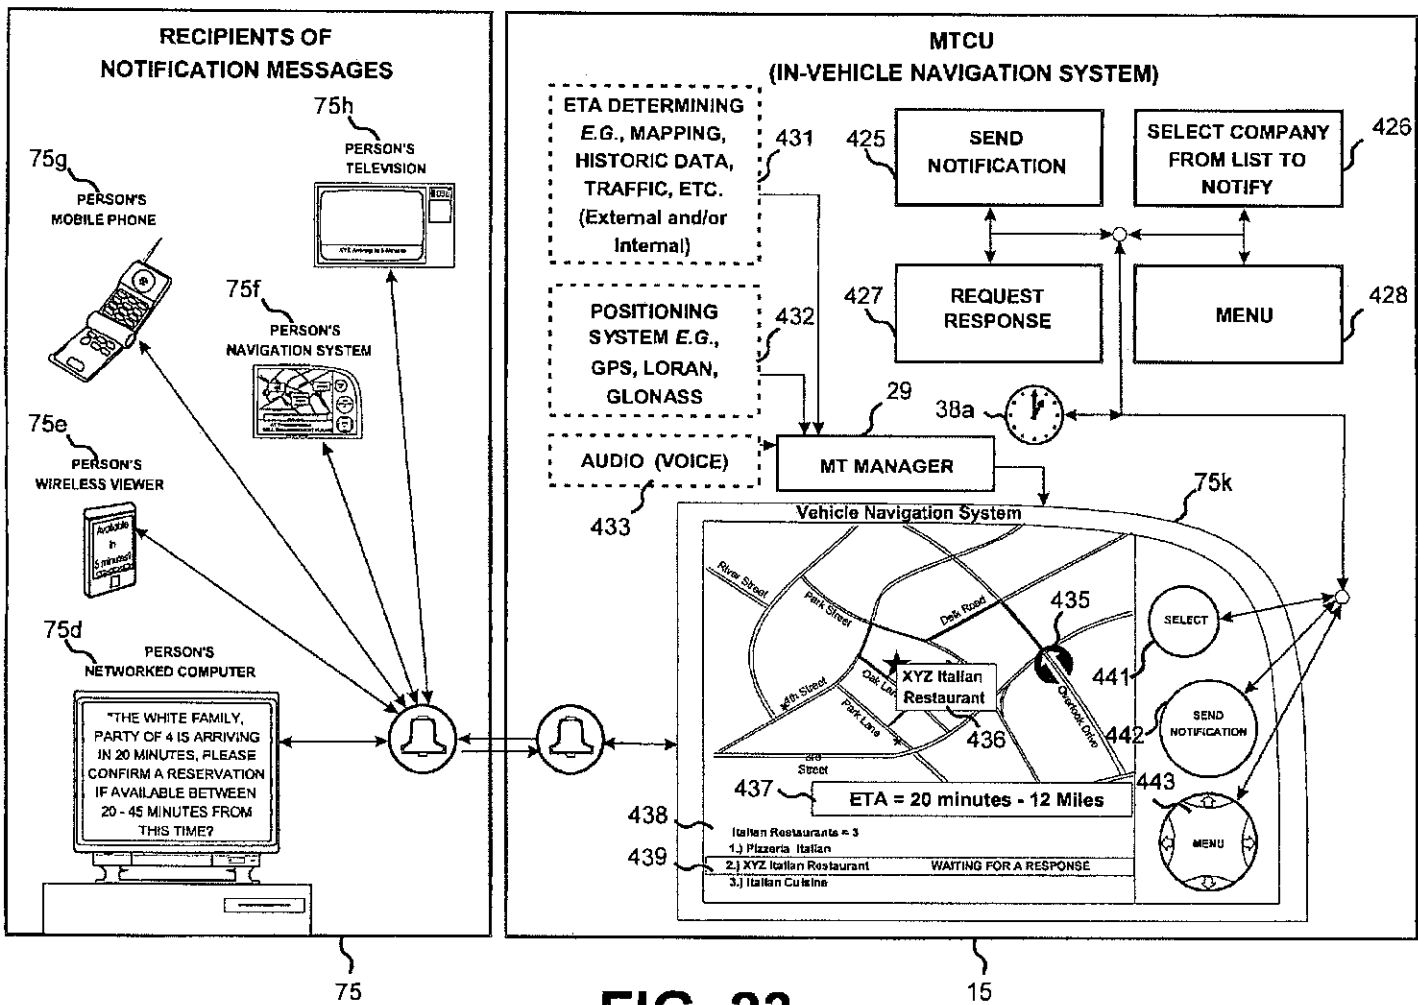 RECIPIENTS OF
NOTIFICATION MESSAGES
75h
PERSON'S
TELEVISION
75g
PERSON'S
MOBILE PHONE
75f
PERSON'S
NAVIGATION SYSTEM
75e
PERSON'S
WIRELESS VIEWER
Available
in
5 minutes
75d
PERSON'S
NETWORKED COMPUTER
"THE WHITE FAMILY,
PARTY OF 4 IS ARRIVING
IN 20 MINUTES, PLEASE
CONFIRM A RESERVATION
IF AVAILABLE BETWEEN
20 - 45 MINUTES FROM
THIS TIME?
75
MTCU
(IN-VEHICLE NAVIGATION SYSTEM)
ETA DETERMINING
E.G., MAPPING,
HISTORIC DATA,
TRAFFIC, ETC.
(External and/or
Internal)
431
POSITIONING
SYSTEM E.G.,
GPS, LORAN,
GLONASS
432
AUDIO (VOICE)
433
425
SEND
NOTIFICATION
SELECT COMPANY
FROM LIST TO
NOTIFY
426
427
REQUEST
RESPONSE
MENU
428
29
MT MANAGER
38a
75k
Vehicle Navigation System
River Street
Park Street
Delk Road
435
4th Street
Oak La
XYZ Italian
Restaurant
Park Lane
Overlook Drive
436
3rd
Street
437
ETA = 20 minutes - 12 Miles
438
Italian Restaurants = 3
1.) Pizzeria Italian
439
2.) XYZ Italian Restaurant WAITING FOR A RESPONSE
3.) Italian Cuisine
SELECT
441
SEND
NOTIFICATION
442
443
MENU
15